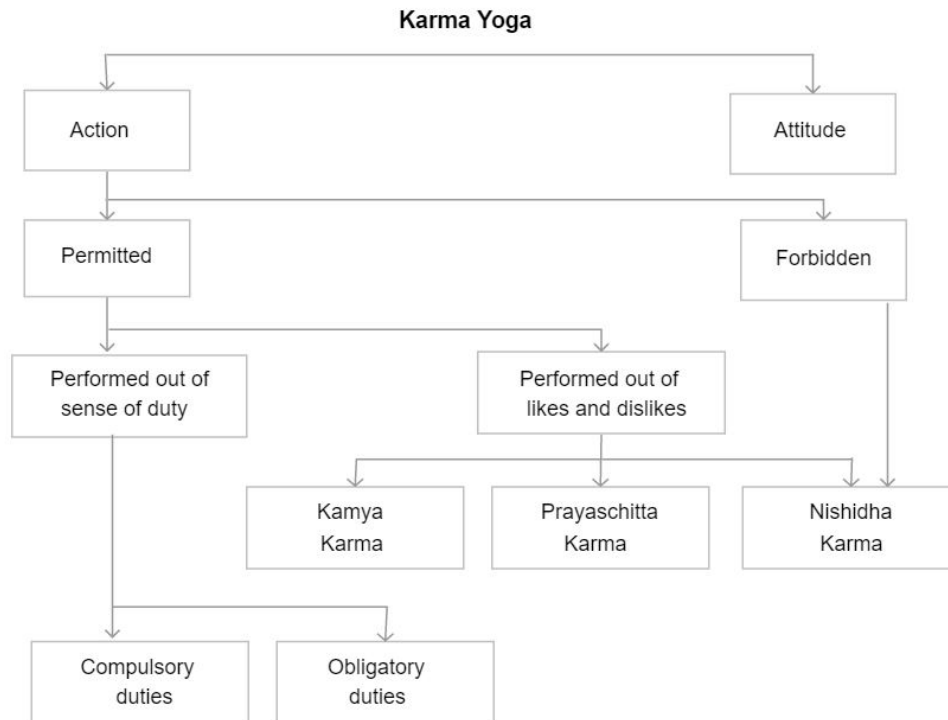 Karma Yoga
Action
Attitude
Permitted
Forbidden
Performed out of
sense of duty
Performed out of
likes and dislikes
Kamya
Karma
Prayaschitta
Karma
Nishidha
Karma
Compulsory
duties
Obligatory
duties